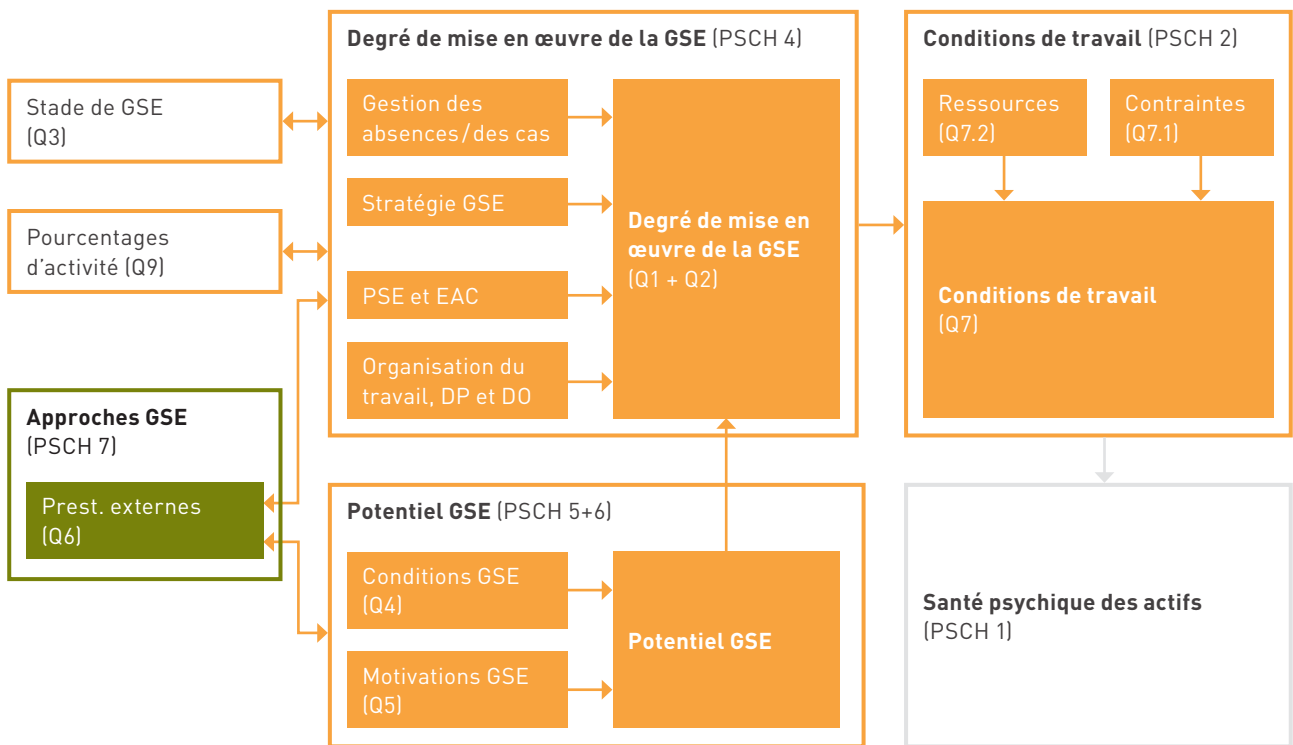 Degré de mise en œuvre de la GSE (PSCH 4)
Conditions de travail (PSCH 2)
Stade de GSE
(Q3)
Gestion des
absences/des cas
Ressources
(Q7.2)
Contraintes
(Q7.1)
Stratégie GSE
Pourcentages
d’activité (Q9)
Degré de mise en
œuvre de la GSE
(Q1 + Q2)
PSE et EAC
Conditions de travail
(Q7)
Organisation du
travail, DP et DO
Approches GSE
(PSCH 7)
Prest. externes
(Q6)
Potentiel GSE (PSCH 5+6)
Conditions GSE
(Q4)
Motivations GSE
(Q5)
Potentiel GSE
Santé psychique des actifs
(PSCH 1)